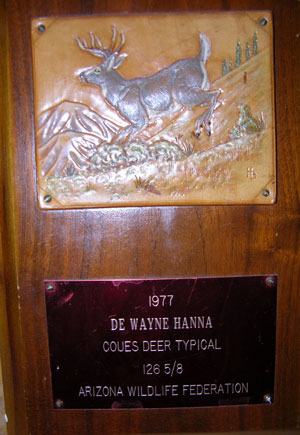 1977
DE WAYNE HANNA
COUES DEER TYPICAL
126 5/8
ARIZONA WILDLIFE FEDERATION